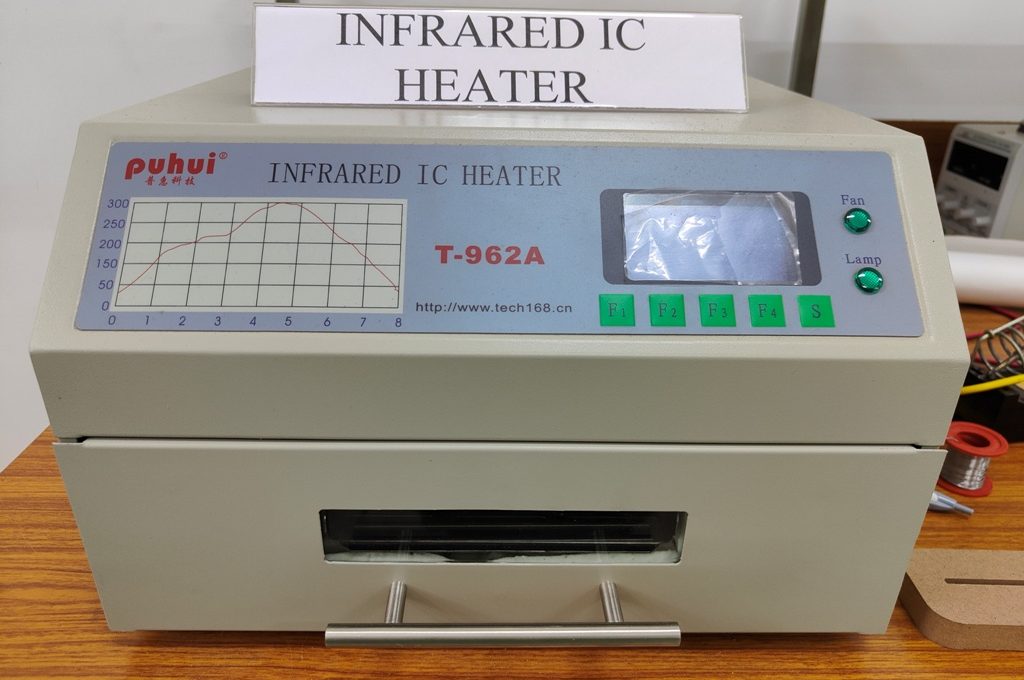 INFRARED IC
HEATER
puhui®
普惠科技
INFRARED IC HEATER
300
250
200
150
100
50
0
0 1 2 3 4 5 6 7 8
T-962A
http://www.tech168.cn
Fan
Lamp
F1 F2 F3 F4 S